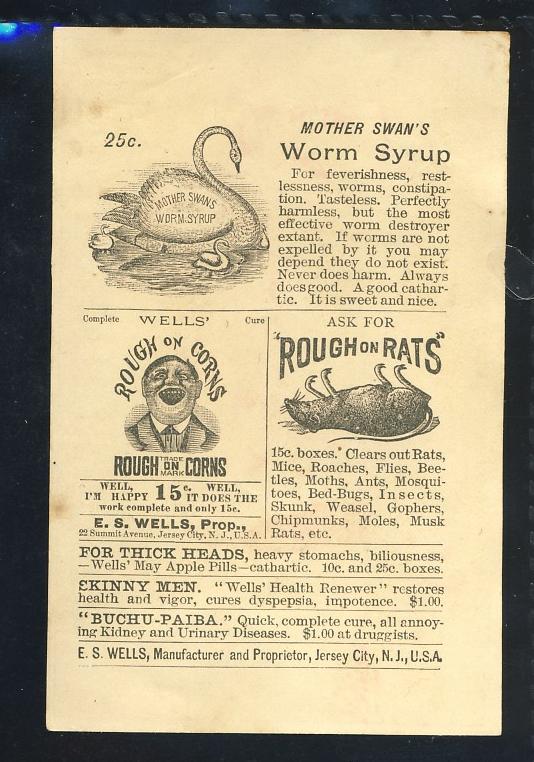 25c.
MOTHER SWANS
WORM SYRUP
MOTHER SWAN'S
Worm Syrup
For feverishness, rest-
lessness, worms, constipa-
tion. Tasteless. Perfectly
harmless, but the most
effective worm destroyer
extant. If worms are not
expelled by it you may
depend they do not exist.
Never does harm. Always
does good. A good cathar-
tic. It is sweet and nice.
Complete WELLS' Cure
ROUGH ON CORNS
ROUGH ON CORNS
TRADE MARK
WELL, WELL,
I'M HAPPY 15c. IT DOES THE
work complete and only 15c.
E. S. WELLS, Prop.,
22 Summit Avenue, Jersey City, N. J., U.S.A.
ASK FOR
"ROUGH ON RATS"
15c. boxes. Clears out Rats,
Mice, Roaches, Flies, Bee-
tles, Moths, Ants, Mosqui-
toes, Bed-Bugs, Insects,
Skunk, Weasel, Gophers,
Chipmunks, Moles, Musk
Rats, etc.
FOR THICK HEADS, heavy stomachs, biliousness,
—Wells' May Apple Pills—cathartic. 10c. and 25c. boxes.
SKINNY MEN. "Wells' Health Renewer" restores
health and vigor, cures dyspepsia, impotence. $1.00.
"BUCHU-PAIBA." Quick, complete cure, all annoy-
ing Kidney and Urinary Diseases. $1.00 at druggists.
E. S. WELLS, Manufacturer and Proprietor, Jersey City, N. J., U.S.A.